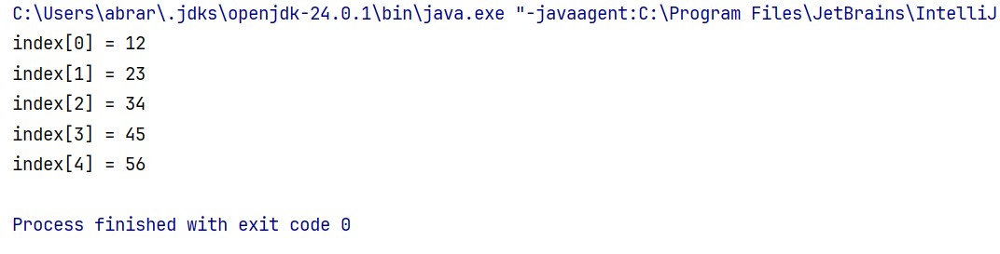 C:\Users\abrar\.jdks\openjdk-24.0.1\bin\java.exe "-javaagent:C:\Program Files\JetBrains\IntelliJ
index[0] = 12
index[1] = 23
index[2] = 34
index[3] = 45
index[4] = 56
Process finished with exit code 0